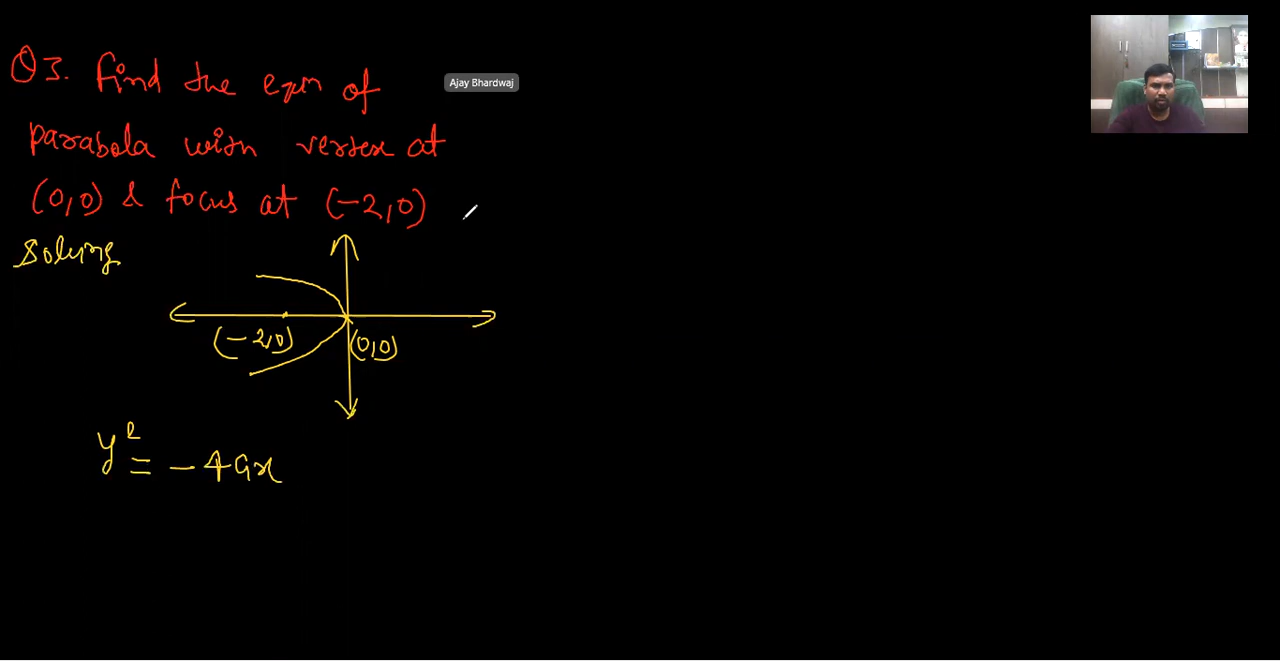 Q3. Find the eqn of
Ajay Bhardwaj
parabola with vertex at
(0,0) & focus at (-2,0)
Solung
(-2,0)
(0,0)
y² = -4ax